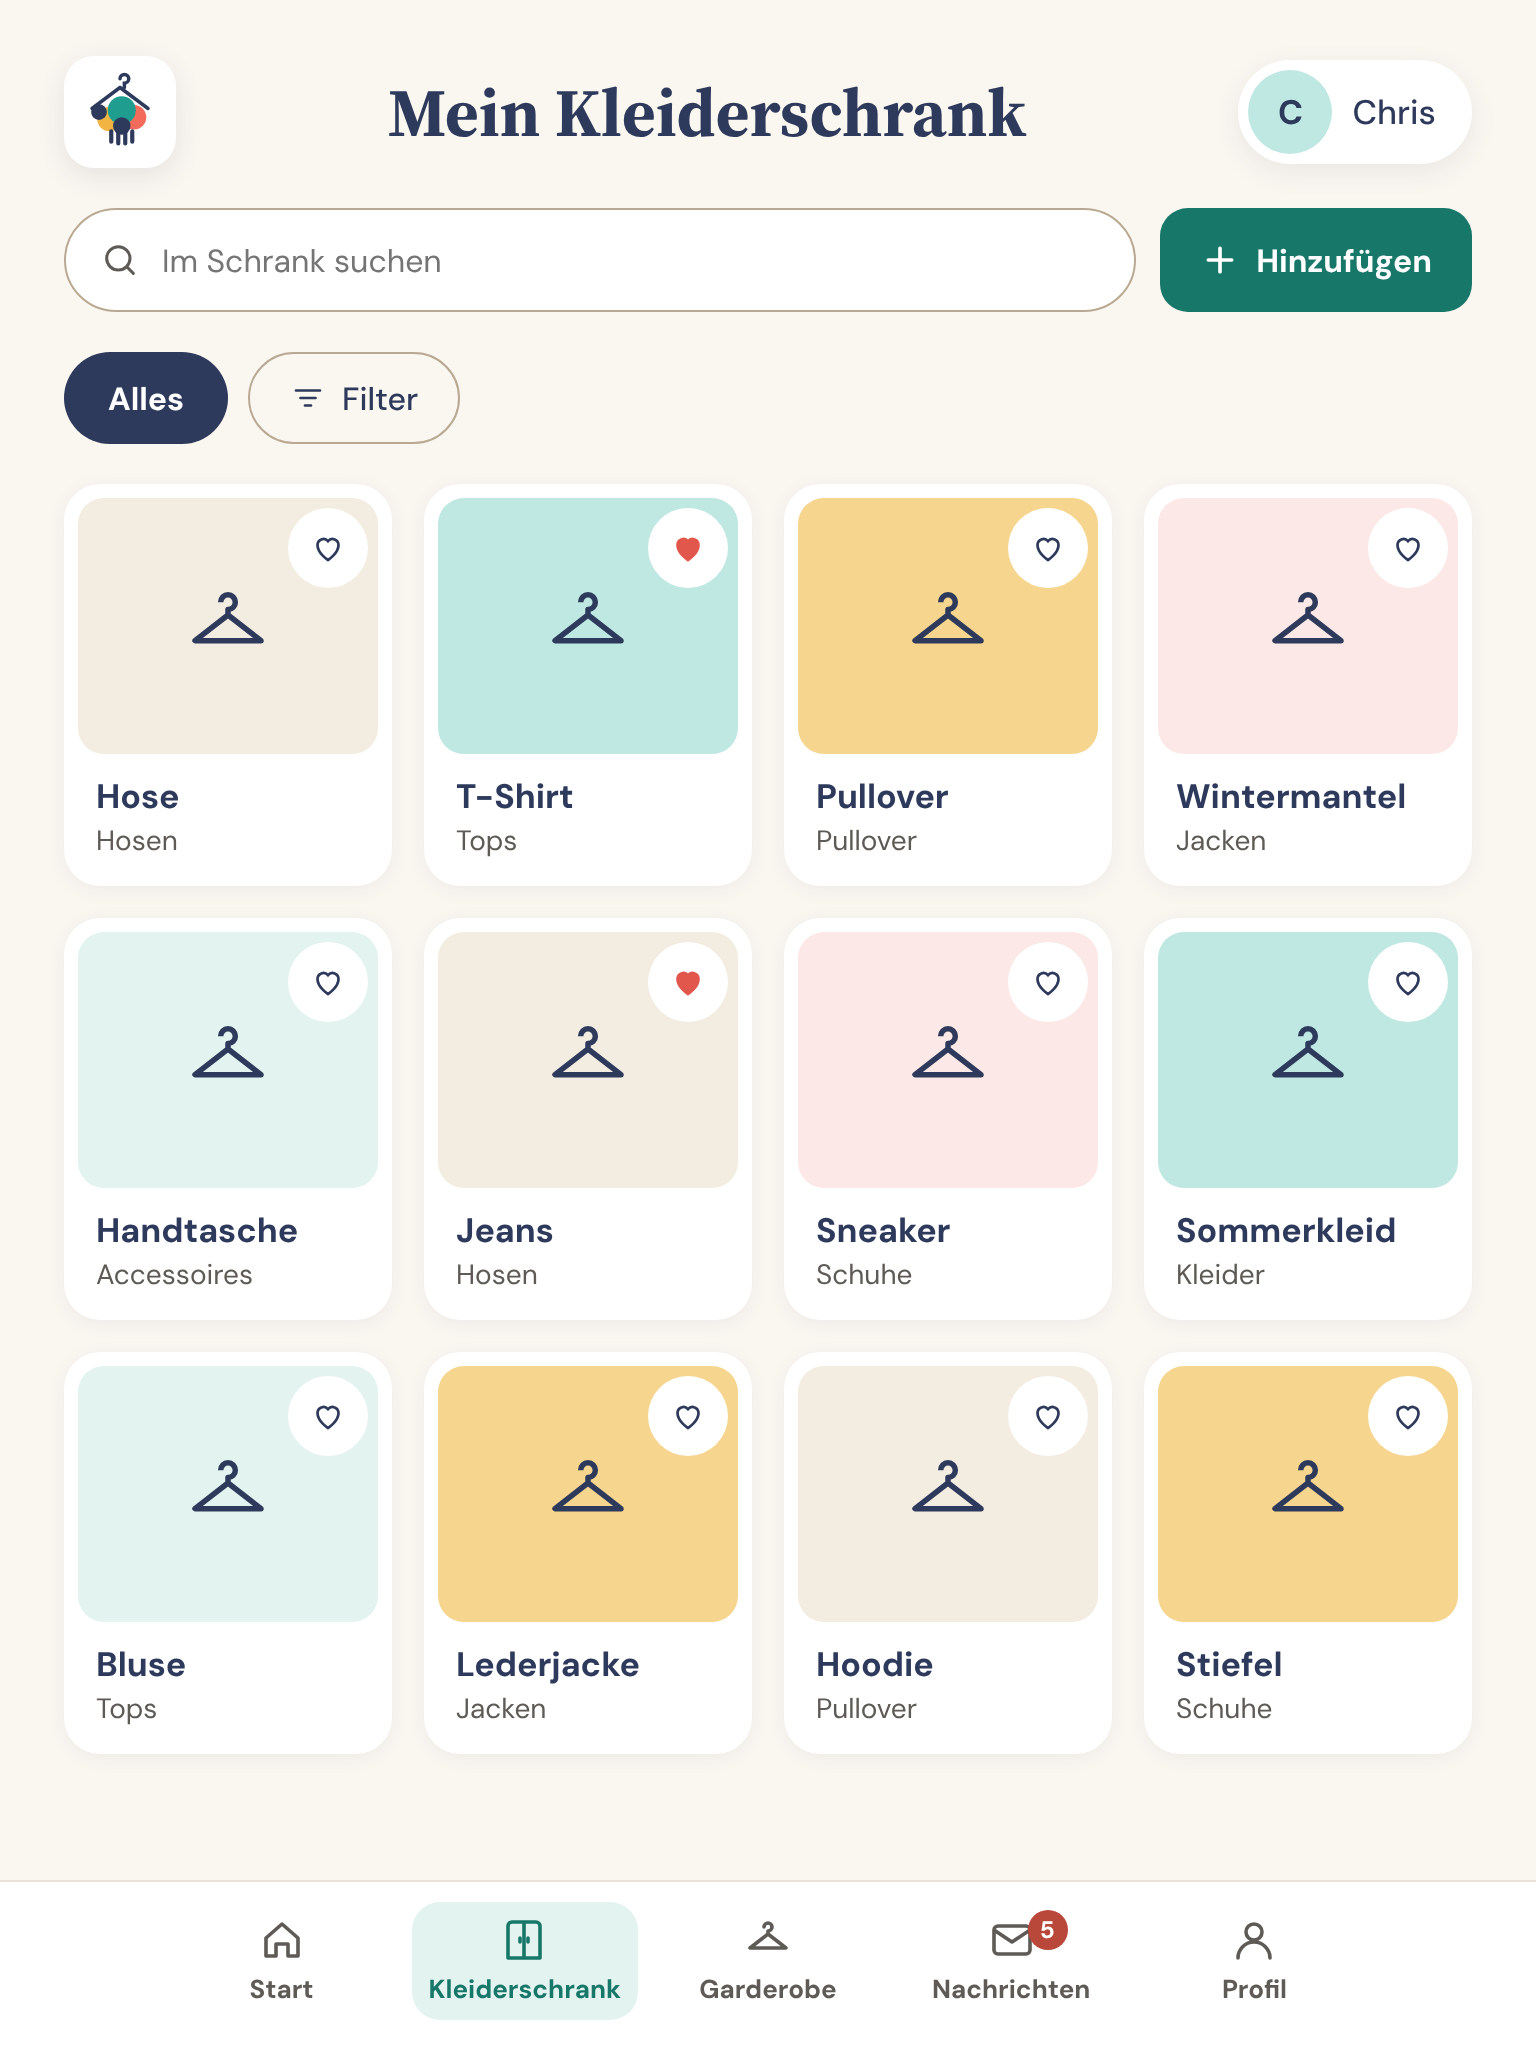 Mein Kleiderschrank
C Chris
Im Schrank suchen
Hinzufügen
Alles
Filter
Hose
Hosen
T-Shirt
Tops
Pullover
Pullover
Wintermantel
Jacken
Handtasche
Accessoires
Jeans
Hosen
Sneaker
Schuhe
Sommerkleid
Kleider
Bluse
Tops
Lederjacke
Jacken
Hoodie
Pullover
Stiefel
Schuhe
Start
Kleiderschrank
Garderobe
5
Nachrichten
Profil